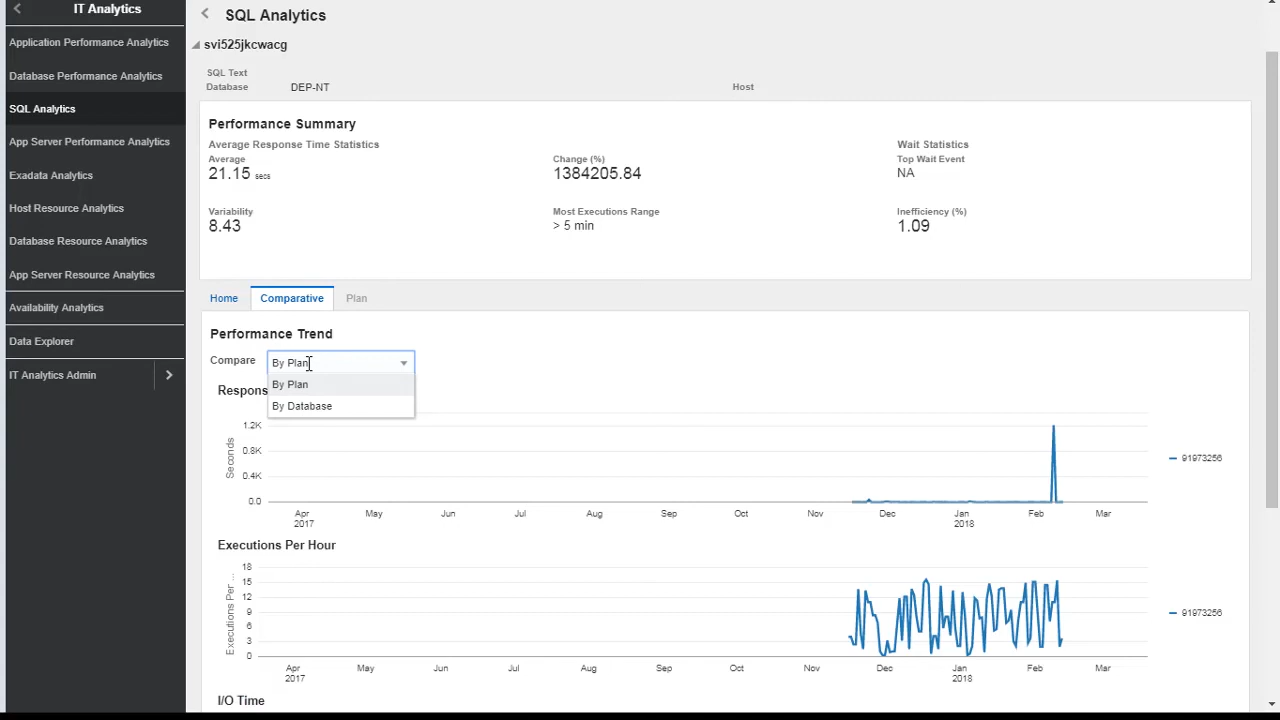 IT Analytics
Application Performance Analytics
Database Performance Analytics
SQL Analytics
App Server Performance Analytics
Exadata Analytics
Host Resource Analytics
Database Resource Analytics
App Server Resource Analytics
Availability Analytics
Data Explorer
IT Analytics Admin
SQL Analytics
svi525jkcwacg
SQL Text
Database DEP-NT Host
Performance Summary
Average Response Time Statistics Wait Statistics
Average Change (%) Top Wait Event
21.15 secs 1384205.84 NA
Variability Most Executions Range Inefficiency (%)
8.43 > 5 min 1.09
Home Comparative Plan
Performance Trend
Compare By Plan
By Plan
By Database
Respons
Seconds
1.2K
0.8K
0.4K
0.0
Apr May Jun Jul Aug Sep Oct Nov Dec Jan Feb Mar
2017 2018
91973256
Executions Per Hour
Executions Per ...
18
15
12
9
6
3
0
Apr May Jun Jul Aug Sep Oct Nov Dec Jan Feb Mar
2017 2018
91973256
I/O Time